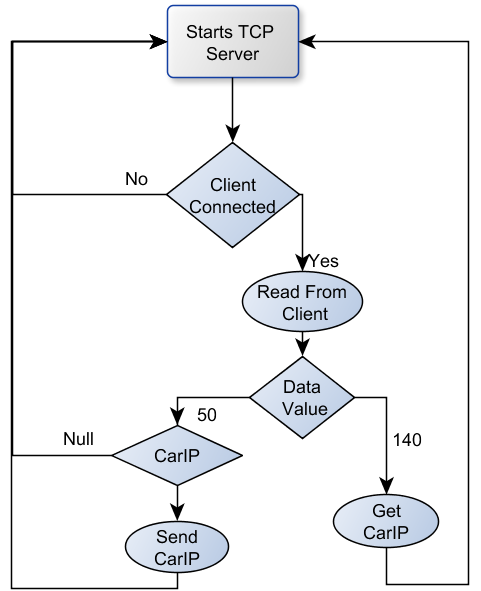 Starts TCP
Server
No
Client
Connected
Yes
Read From
Client
Data
Value
50
140
Null
CarIP
Get
CarIP
Send
CarIP